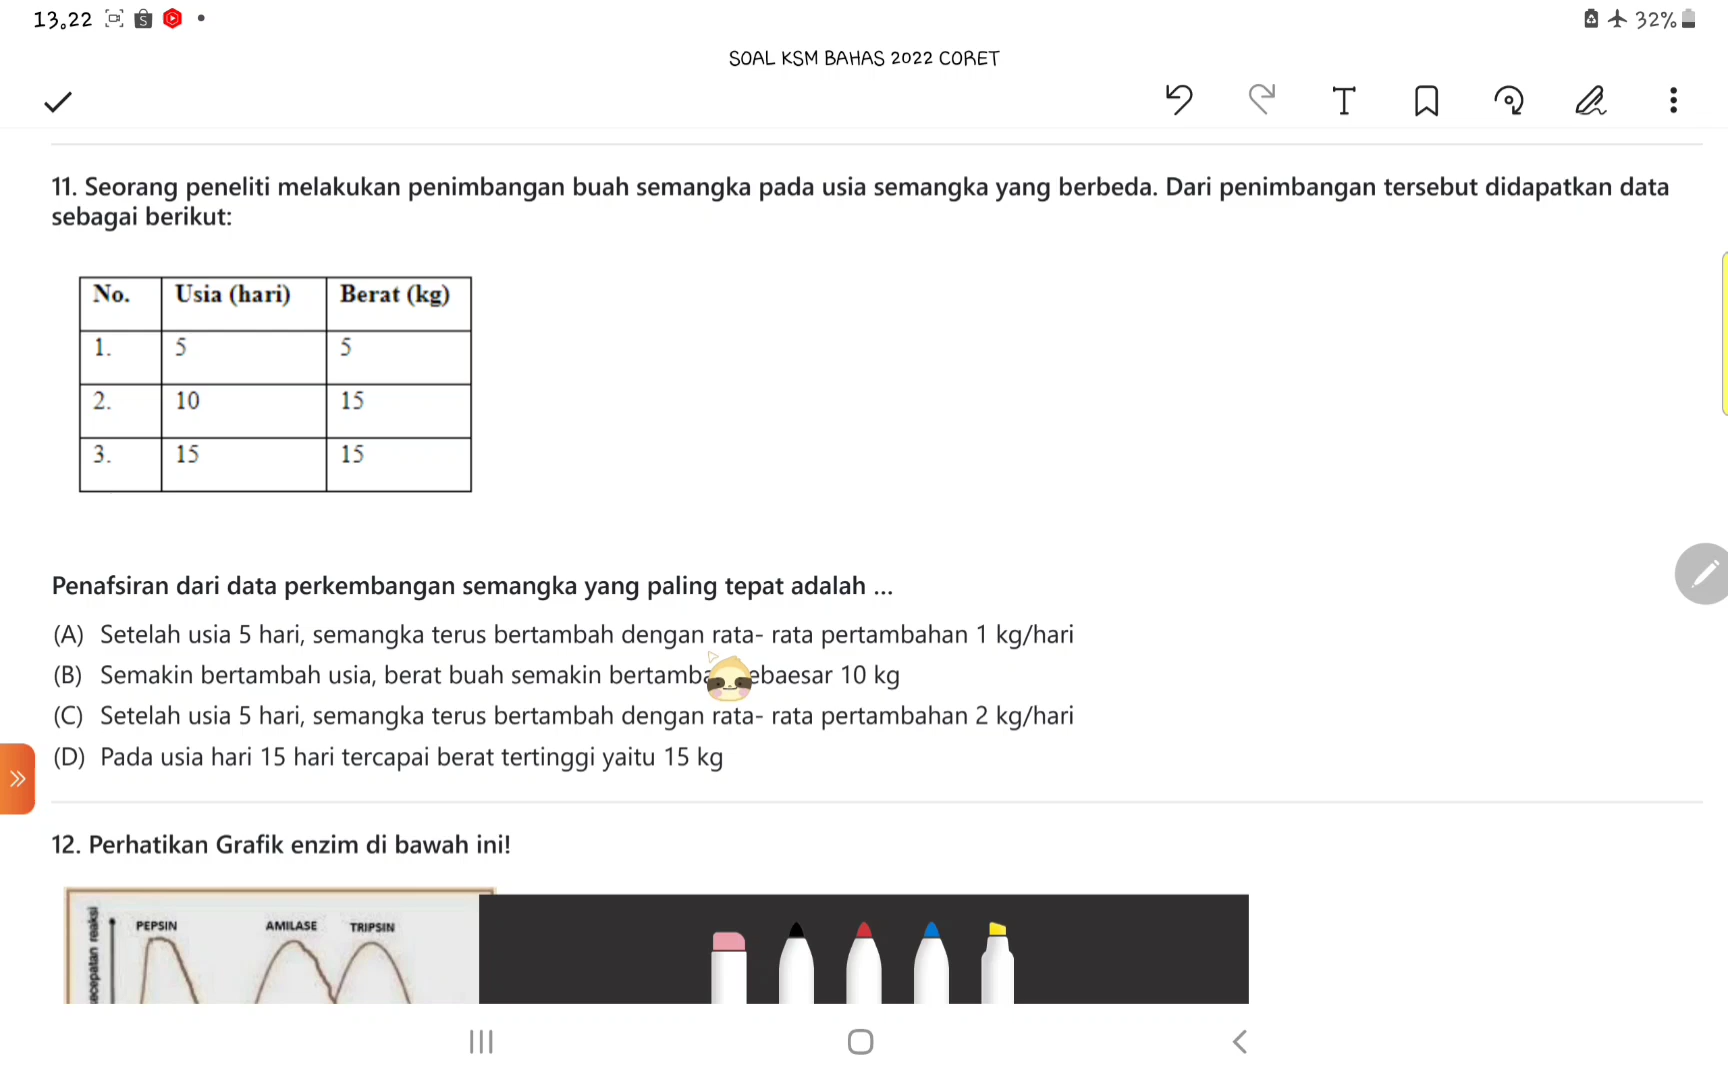 13.22
32%
SOAL KSM BAHAS 2022 CORET
11. Seorang peneliti melakukan penimbangan buah semangka pada usia semangka yang berbeda. Dari penimbangan tersebut didapatkan data
sebagai berikut:
No. Usia (hari) Berat (kg)
1. 5 5
2. 10 15
3. 15 15
Penafsiran dari data perkembangan semangka yang paling tepat adalah ...
(A) Setelah usia 5 hari, semangka terus bertambah dengan rata- rata pertambahan 1 kg/hari
(B) Semakin bertambah usia, berat buah semakin 10 kg
(C) Setelah usia 5 hari, semangka terus bertambah dengan rata- rata pertambahan 2 kg/hari
(D) Pada usia hari 15 hari tercapai berat tertinggi yaitu 15 kg
12. Perhatikan Grafik enzim di bawah ini!
PEPSIN AMILASE TRIPSIN
reaksi